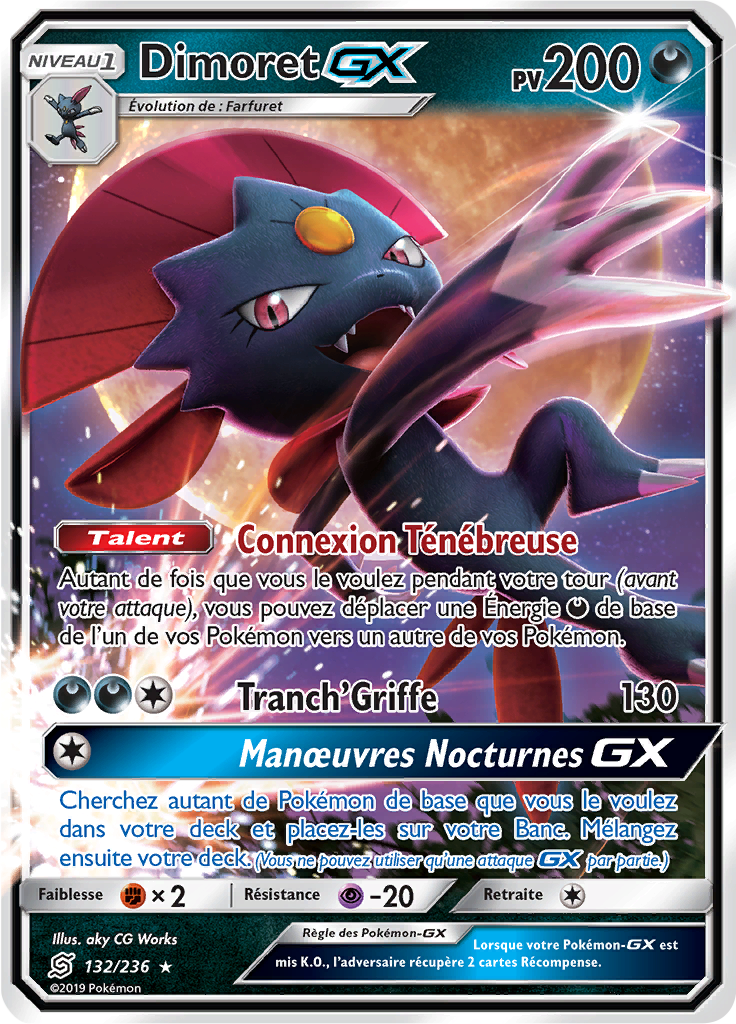 NIVEAU 1
Dimoret GX
PV 200
Évolution de : Farfuret
Talent
Connexion Ténébreuse
Autant de fois que vous le voulez pendant votre tour (avant
votre attaque), vous pouvez déplacer une Énergie de base
de l'un de vos Pokémon vers un autre de vos Pokémon.
Tranch'Griffe 130
Manœuvres Nocturnes GX
Cherchez autant de Pokémon de base que vous le voulez
dans votre deck et placez-les sur votre Banc. Mélangez
ensuite votre deck. (Vous ne pouvez utiliser qu'une attaque GX par partie.)
Faiblesse × 2 Résistance -20 Retraite
Illus. aky CG Works
132/236
©2019 Pokémon
Règle des Pokémon-GX
Lorsque votre Pokémon-GX est
mis K.O., l'adversaire récupère 2 cartes Récompense.